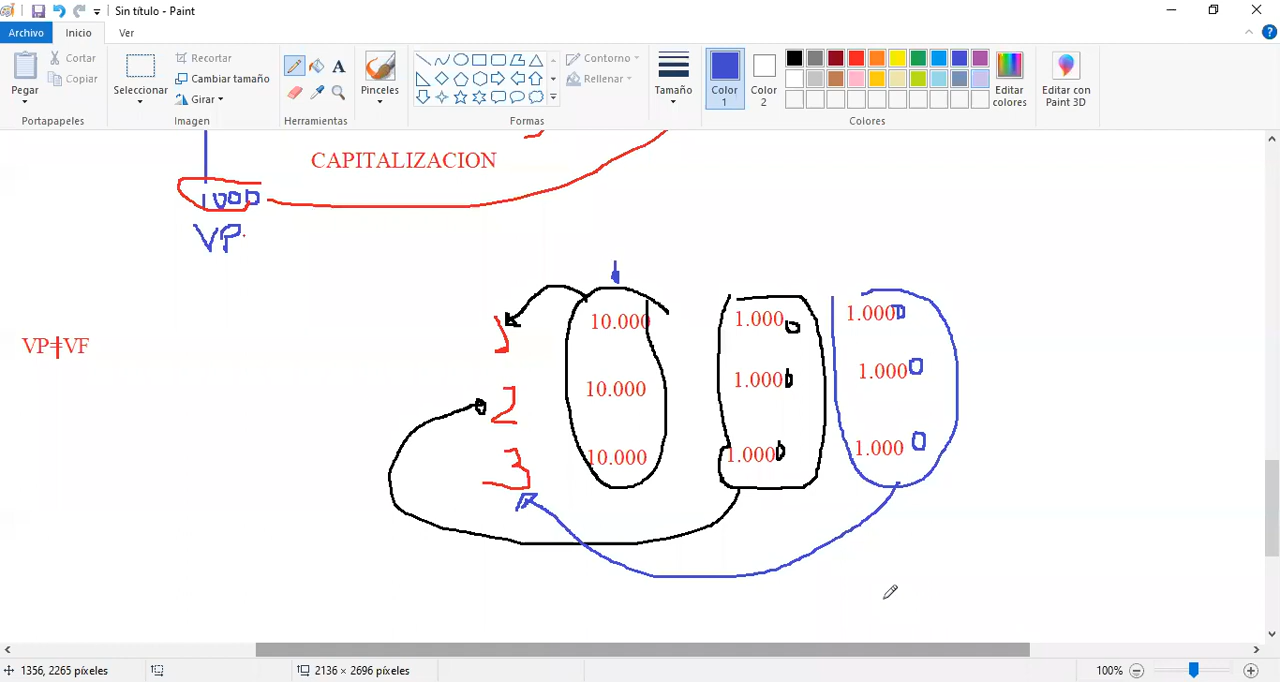 Sin título - Paint
Archivo Inicio Ver
Pegar
Cortar
Copiar
Portapapeles
Seleccionar
Recortar
Cambiar tamaño
Girar
Imagen
A
Herramientas
Pinceles
Contorno
Rellenar
Formas
Tamaño
Color 1
Color 2
Editar colores
Editar con Paint 3D
Colores
CAPITALIZACION
1000
VP
VP=VF
1 10.000 1.0000 1.0000
2 10.000 1.0000 1.0000
3 10.000 1.0000 1.0000
1356, 2265 píxeles 2136 × 2696 píxeles 100%